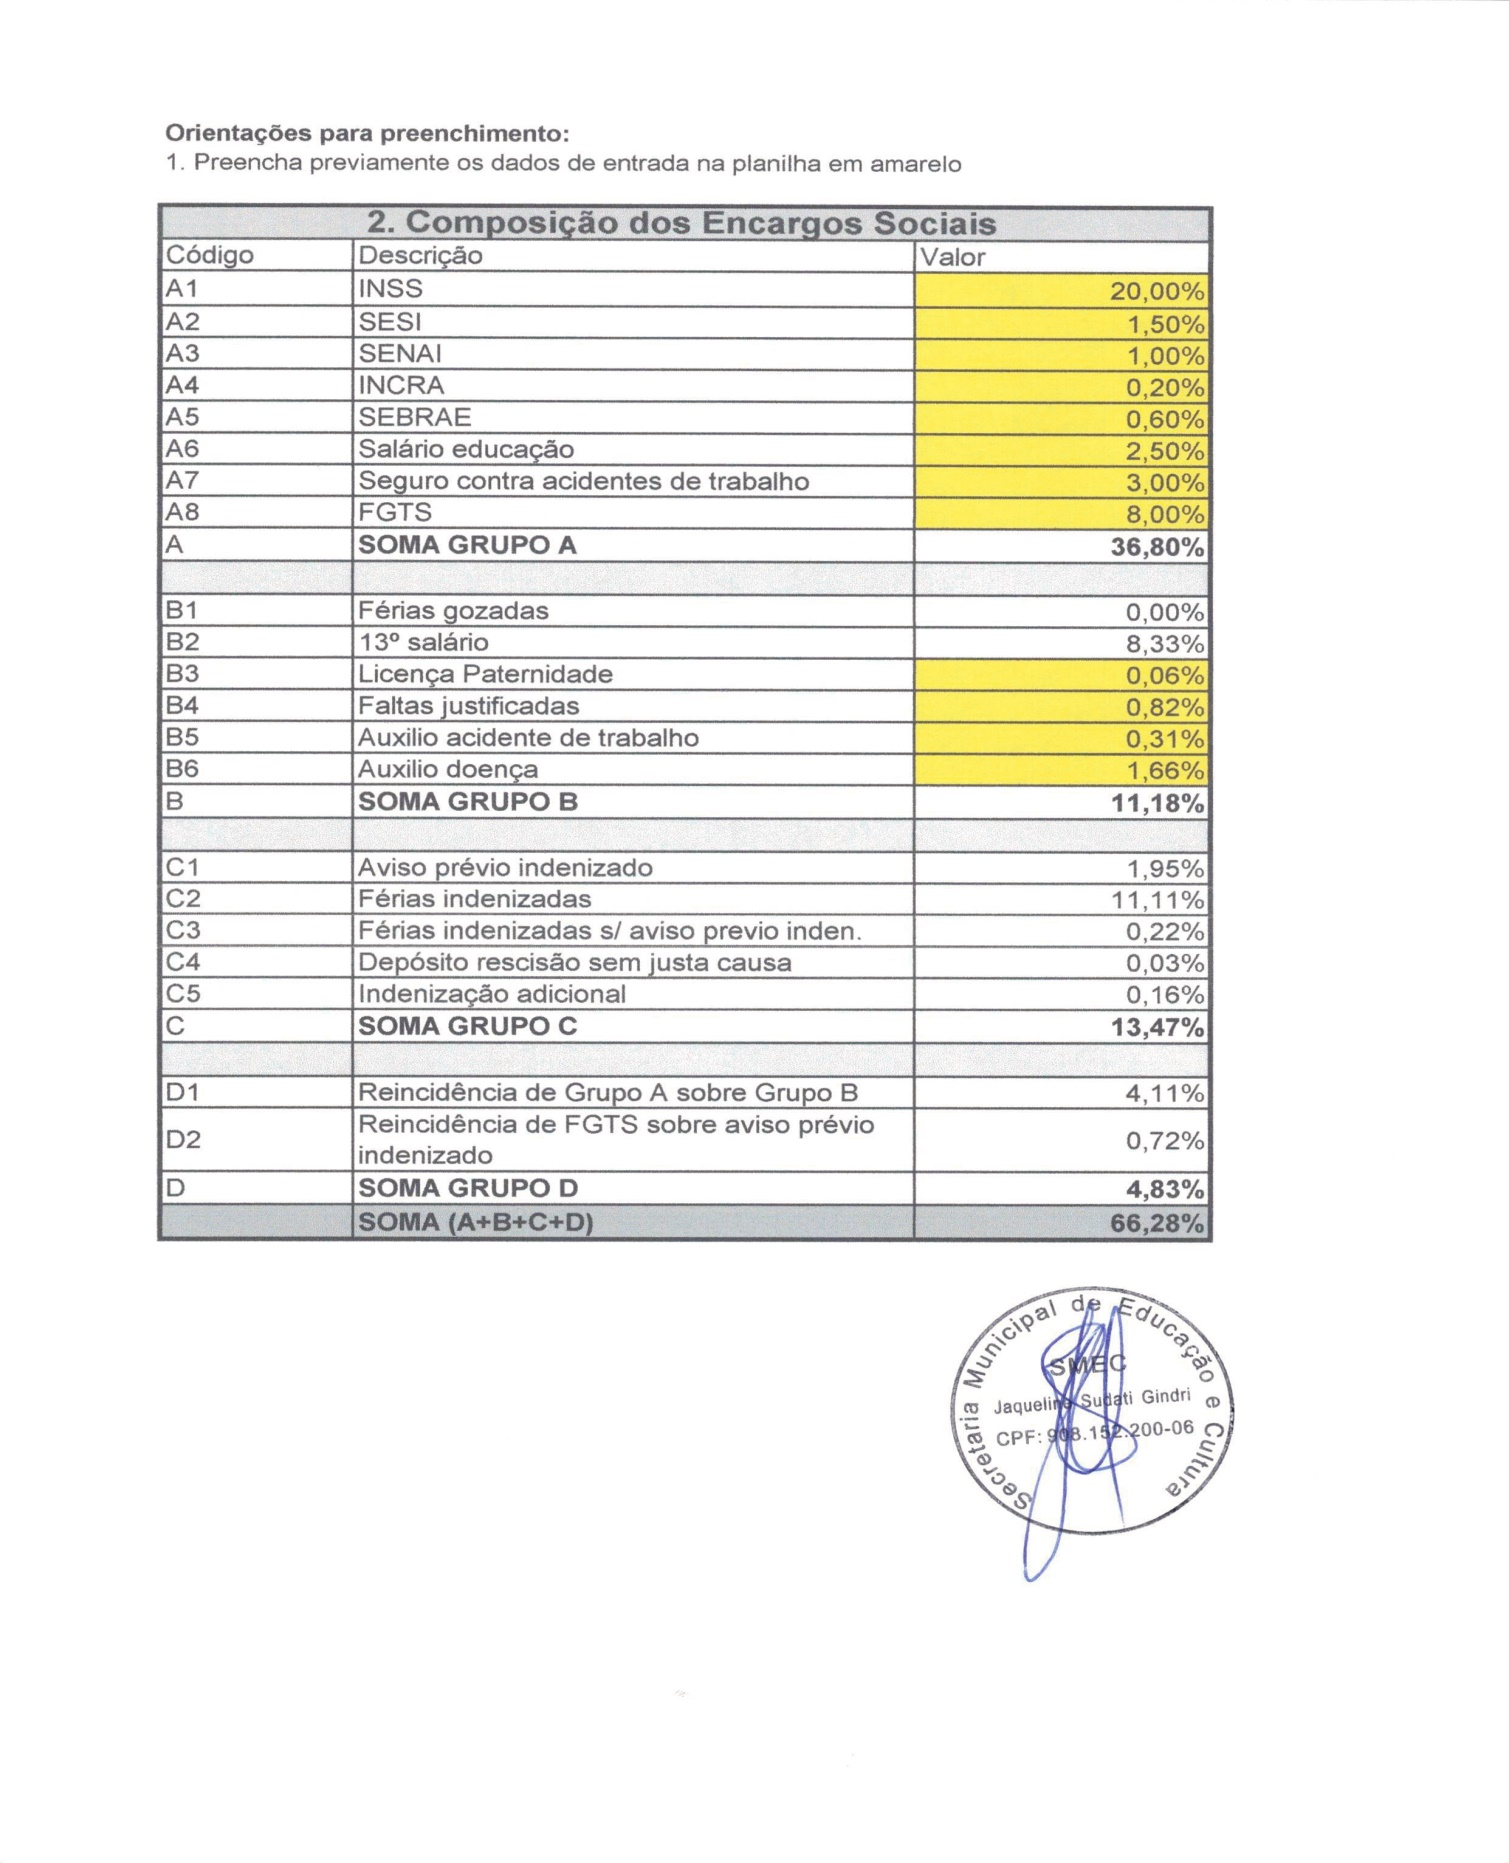 Orientações para preenchimento:
1. Preencha previamente os dados de entrada na planilha em amarelo
2. Composição dos Encargos Sociais
Código Descrição Valor
A1 INSS 20,00%
A2 SESI 1,50%
A3 SENAI 1,00%
A4 INCRA 0,20%
A5 SEBRAE 0,60%
A6 Salário educação 2,50%
A7 Seguro contra acidentes de trabalho 3,00%
A8 FGTS 8,00%
A SOMA GRUPO A 36,80%
B1 Férias gozadas 0,00%
B2 13º salário 8,33%
B3 Licença Paternidade 0,06%
B4 Faltas justificadas 0,82%
B5 Auxilio acidente de trabalho 0,31%
B6 Auxilio doença 1,66%
B SOMA GRUPO B 11,18%
C1 Aviso prévio indenizado 1,95%
C2 Férias indenizadas 11,11%
C3 Férias indenizadas s/ aviso previo inden. 0,22%
C4 Depósito rescisão sem justa causa 0,03%
C5 Indenização adicional 0,16%
C SOMA GRUPO C 13,47%
D1 Reincidência de Grupo A sobre Grupo B 4,11%
D2 Reincidência de FGTS sobre aviso prévio
indenizado 0,72%
D SOMA GRUPO D 4,83%
SOMA (A+B+C+D) 66,28%
Secretaria Municipal de Educação e Cultura
SMEC
Jaqueline Sudati Gindri
CPF: 908.152.200-06